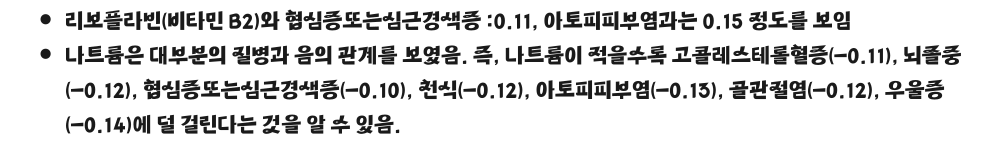 • 리보플라빈(비타민 B2)와 협심증또는심근경색증 :0.11, 아토피피부염과는 0.15 정도를 보임
• 나트륨은 대부분의 질병과 음의 관계를 보였음. 즉, 나트륨이 적을수록 고콜레스테롤혈증(-0.11), 뇌졸중
(-0.12), 협심증또는심근경색증(-0.10), 천식(-0.12), 아토피피부염(-0.13), 골관절염(-0.12), 우울증
(-0.14)에 덜 걸린다는 것을 알 수 있음.